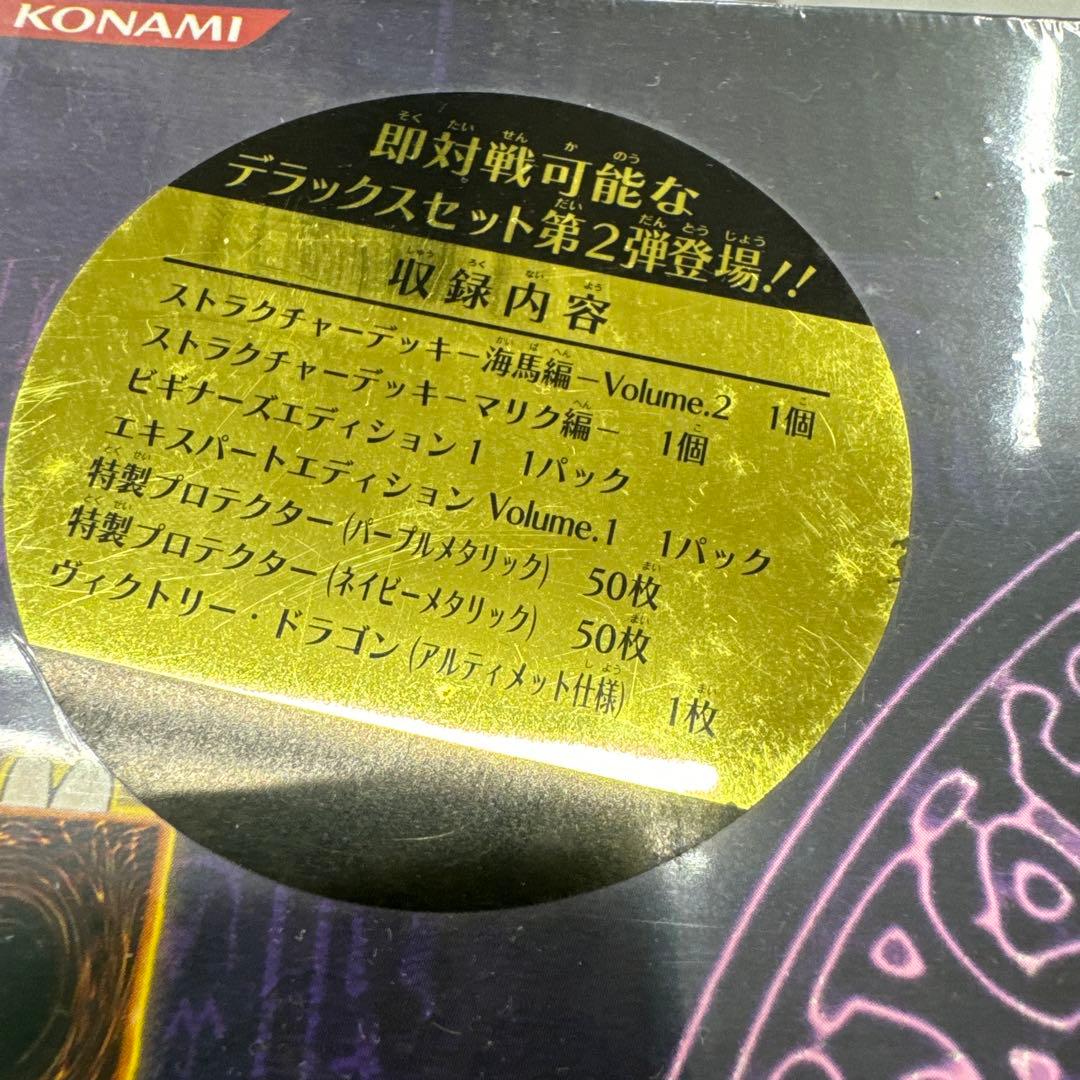 KONAMI
即対戦可能な
デラックスセット第2弾登場!!
収録内容
ストラクチャーデッキ－海馬編－Volume.2 1個
ストラクチャーデッキ－マリク編－ 1個
ビギナーズエディション1 1パック
エキスパートエディション Volume.1 1パック
特製プロテクター(パープルメタリック) 50枚
特製プロテクター(ネイビーメタリック) 50枚
ヴィクトリー・ドラゴン(アルティメット仕様) 1枚